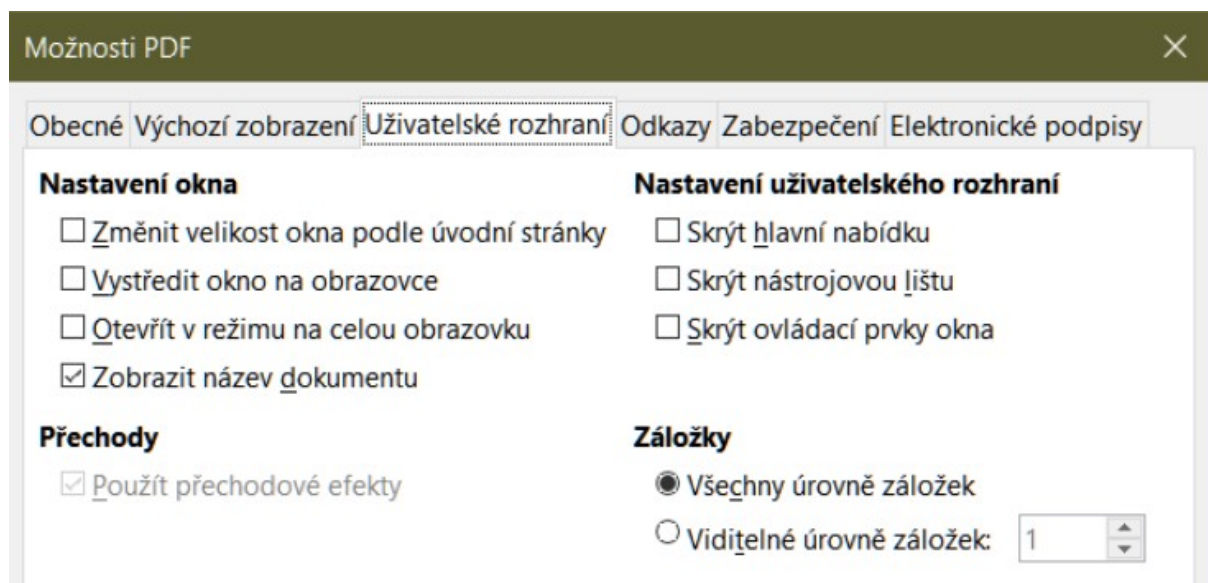 Možnosti PDF
Obecné Výchozí zobrazení Uživatelské rozhraní Odkazy Zabezpečení Elektronické podpisy
Nastavení okna
Změnit velikost okna podle úvodní stránky
Vystředit okno na obrazovce
Otevřít v režimu na celou obrazovku
Zobrazit název dokumentu
Nastavení uživatelského rozhraní
Skrýt hlavní nabídku
Skrýt nástrojovou lištu
Skrýt ovládací prvky okna
Přechody
Použít přechodové efekty
Záložky
Všechny úrovně záložek
Viditelné úrovně záložek: 1